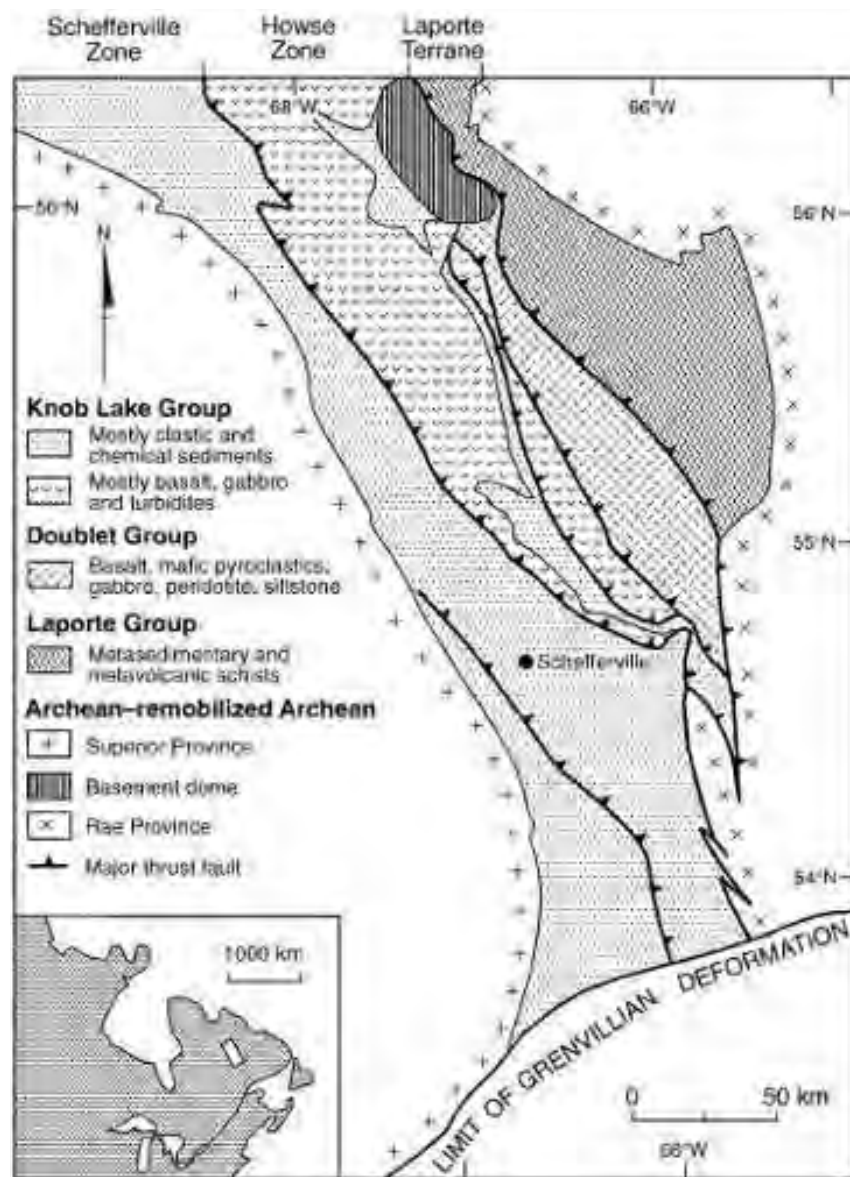 Schefferville Zone
Howse Zone
Laporte Terrane
68°W
66°W
56°N
56°N
N
Knob Lake Group
Mostly clastic and
chemical sediments
Mostly basalt, gabbro
and turbidites
Doublet Group
Basalt, mafic pyroclastics,
gabbro, peridotite, siltstone
55°N
Laporte Group
Metasedimentary and
metavolcanic schists
Schefferville
Archean–remobilized Archean
Superior Province
Basement dome
Rae Province
Major thrust fault
54°N
1000 km
LIMIT OF GRENVILLIAN DEFORMATION
0 50 km
66°W